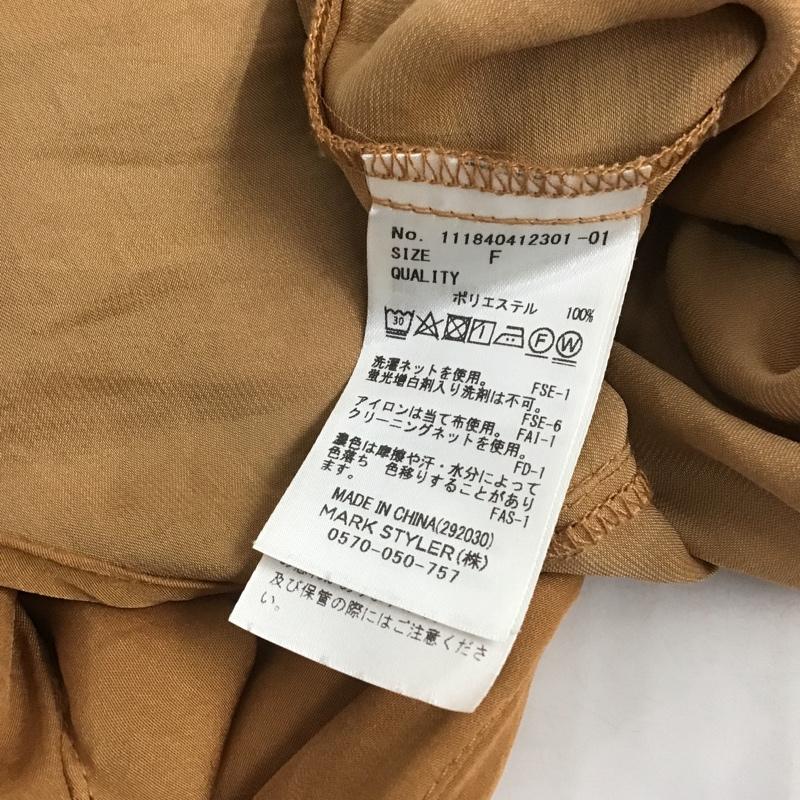 No. 111840412301-01
SIZE F
QUALITY
ポリエステル 100%
30 F W
洗濯ネットを使用。 FSE-1
蛍光増白剤入り洗剤は不可。
FSE-6
アイロンは当て布使用。 FAI-1
クリーニングネットを使用。
FD-1
濃色は摩擦や汗・水分によって
色落ち 色移りすることがあり
ます。 FAS-1
MADE IN CHINA(292030)
MARK STYLER(株)
0570-050-757
及び保管の際にはご注意くださ
い。